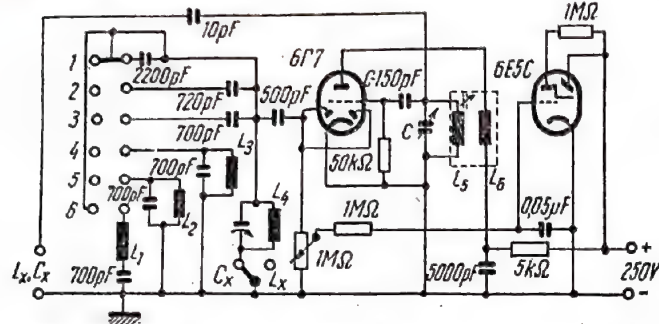 10pF
1
2200pF
2
720pF
3
700pF
4
700pF
L₃
5
700pF
L₂
6
L₁
700pF
Lx,Cx
500pF
6Г7
C-150pF
50kΩ
C
L₅
L₆
L₄
Cx
Lx
1MΩ
1MΩ
6E5C
1MΩ
0,05μF
5kΩ
5000pF
+
250V
−